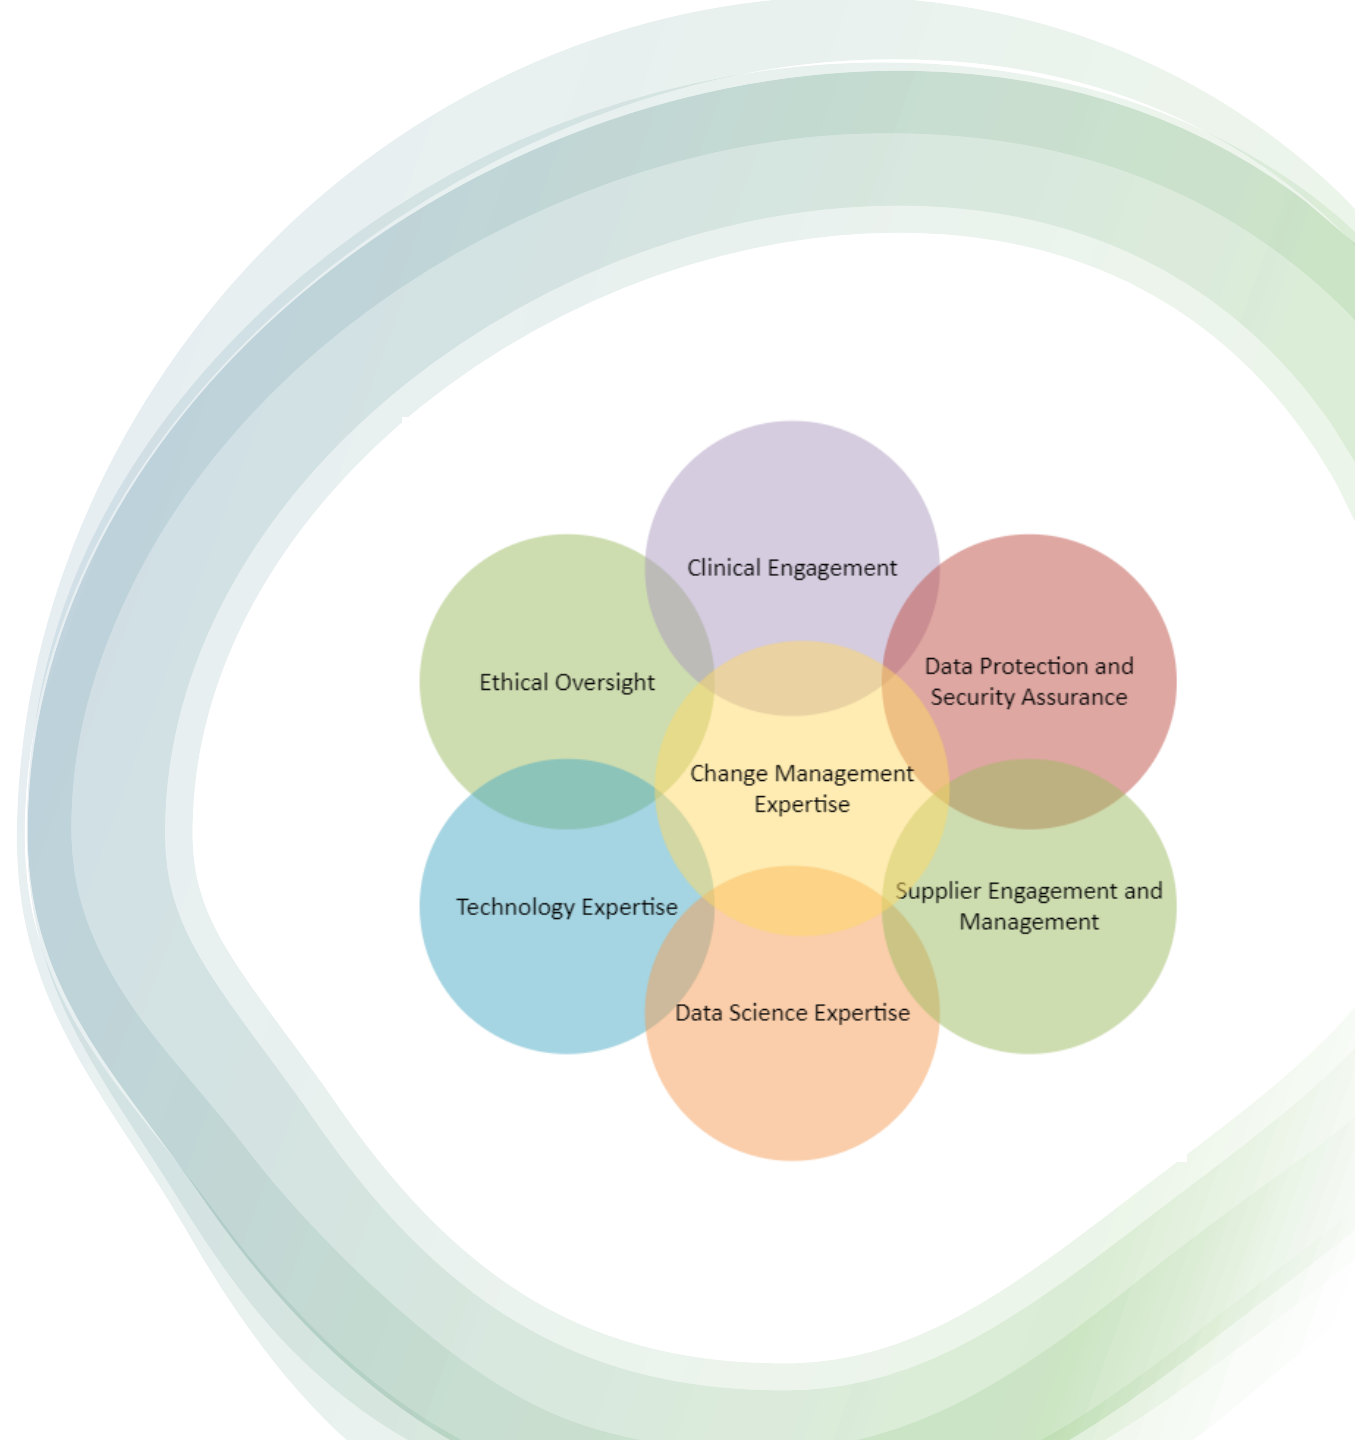 Clinical Engagement
Data Protection and
Security Assurance
Ethical Oversight
Change Management
Expertise
Supplier Engagement and
Management
Technology Expertise
Data Science Expertise